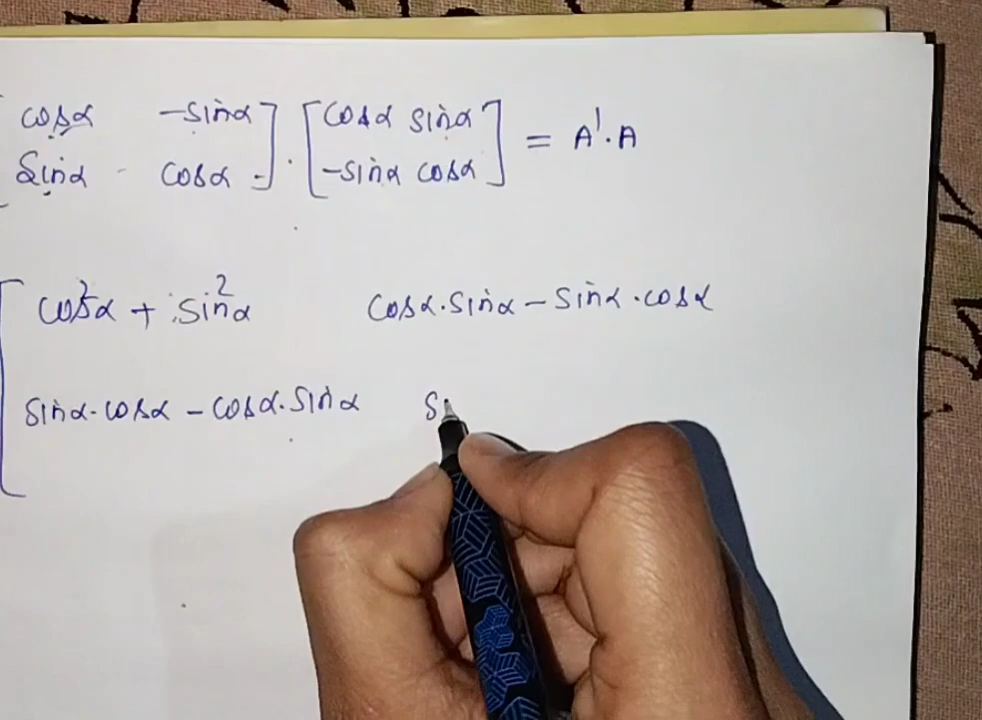 cosα -sinα] . [cosα sinα] = A'.A
sinα cosα] [-sinα cosα]
[cos²α + sin²α cosα.sinα - sinα.cosα
sinα.cosα - cosα.sinα s